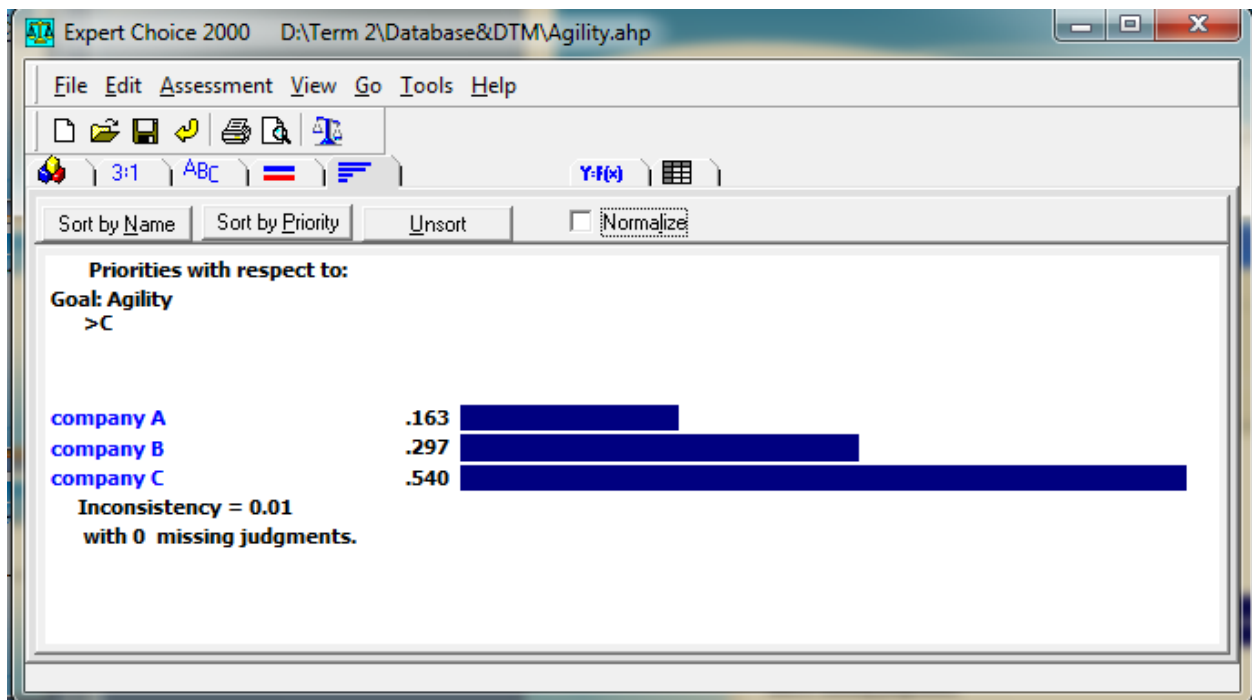 Expert Choice 2000 D:\Term 2\Database&DTM\Agility.ahp
File Edit Assessment View Go Tools Help
3:1 ABC Y=F(x)
Sort by Name Sort by Priority Unsort Normalize
Priorities with respect to:
Goal: Agility
>C
company A .163
company B .297
company C .540
Inconsistency = 0.01
with 0 missing judgments.